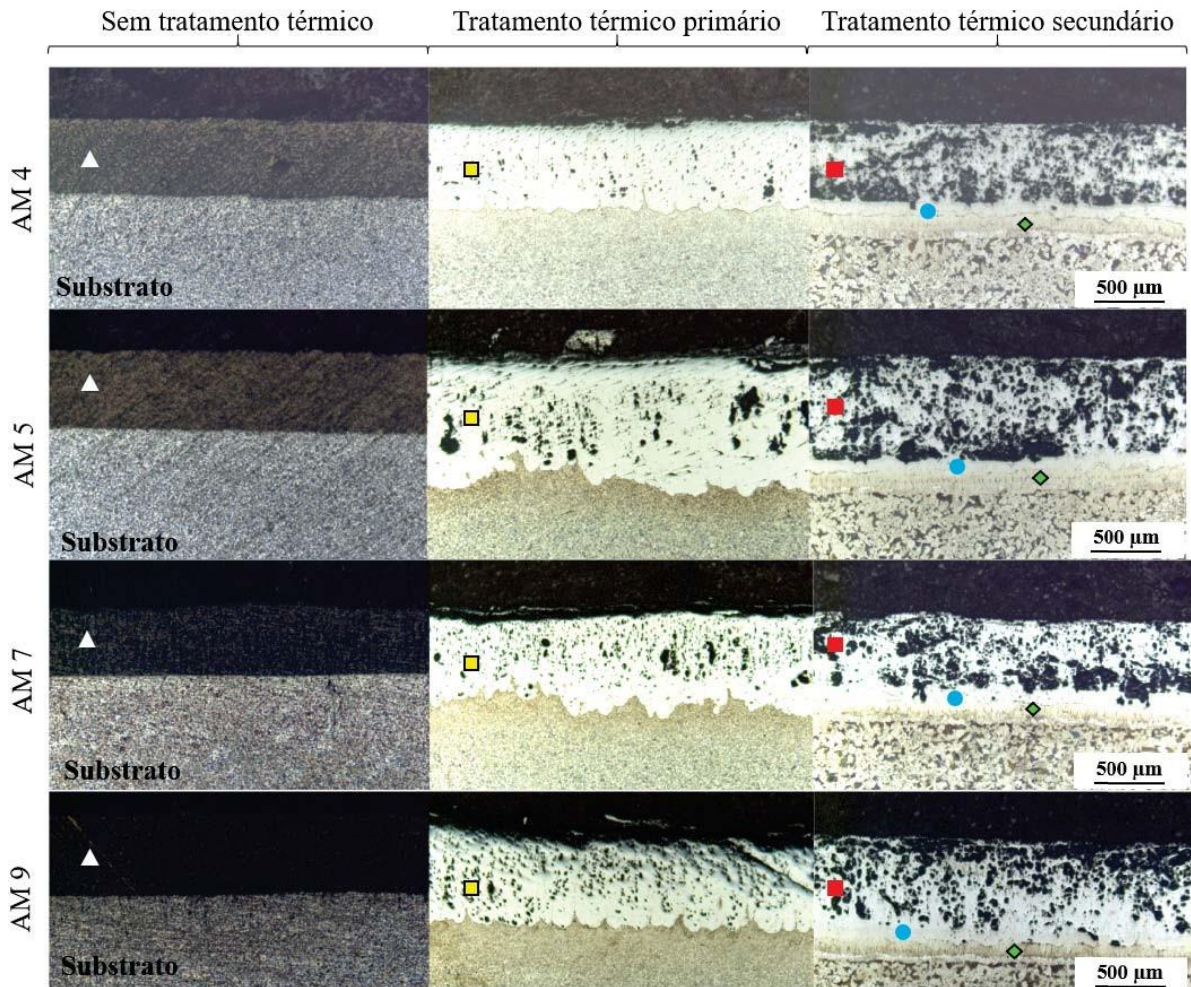 Sem tratamento térmico
Tratamento térmico primário
Tratamento térmico secundário
AM 4
Substrato
500 µm
AM 5
Substrato
500 µm
AM 7
Substrato
500 µm
AM 9
Substrato
500 µm